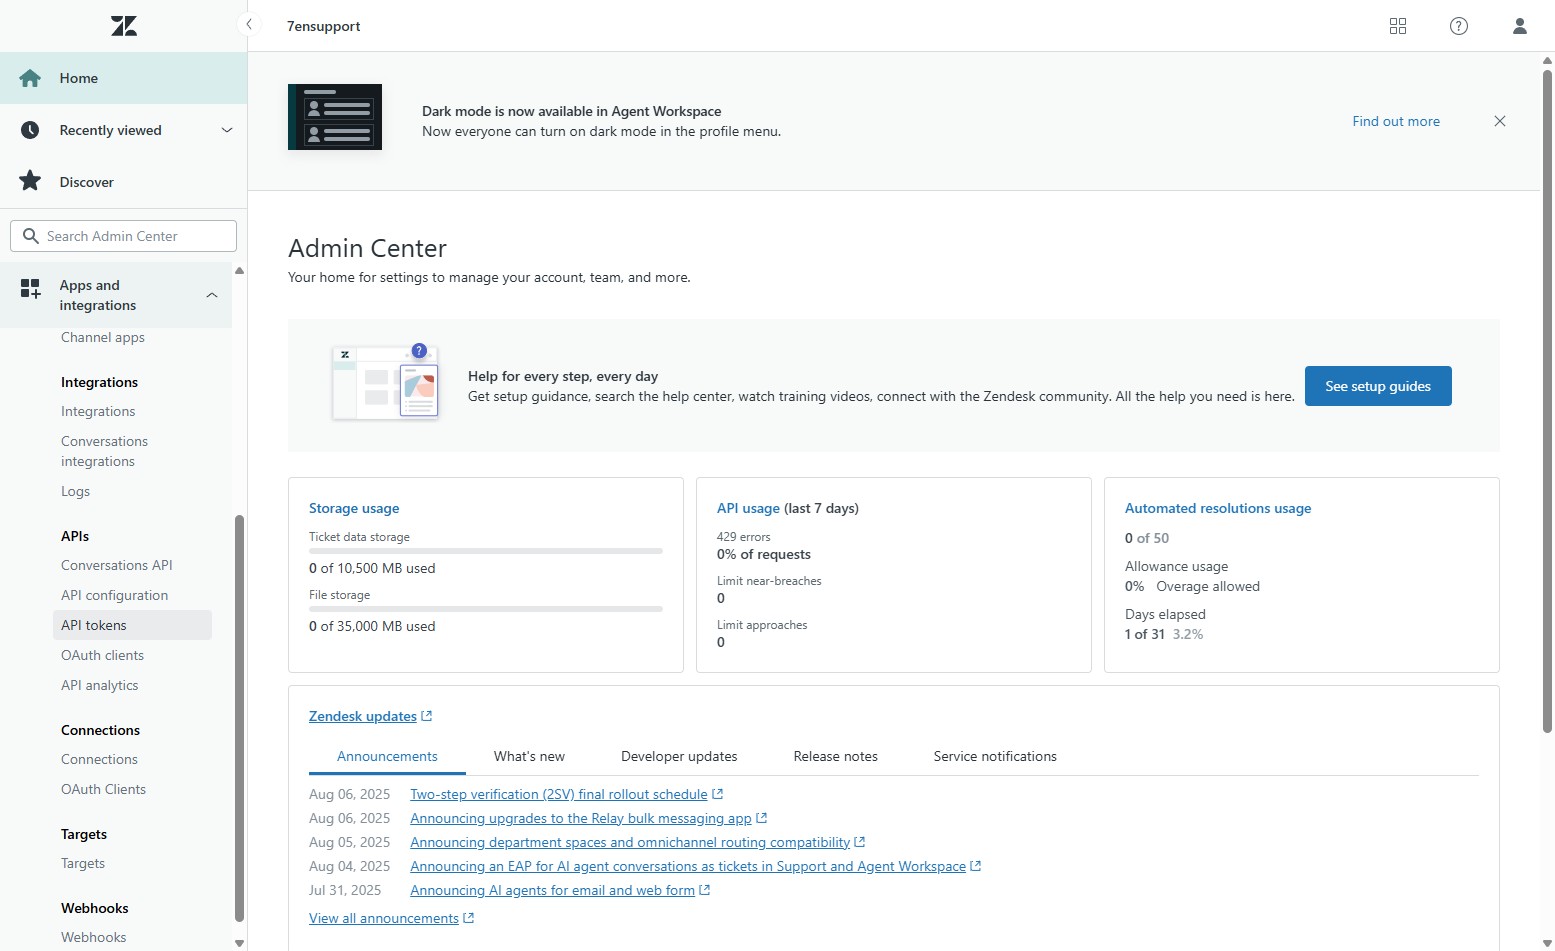 7ensupport
Home
Recently viewed
Discover
Search Admin Center
Apps and
integrations
Channel apps
Integrations
Integrations
Conversations
integrations
Logs
APIs
Conversations API
API configuration
API tokens
OAuth clients
API analytics
Connections
Connections
OAuth Clients
Targets
Targets
Webhooks
Webhooks
Dark mode is now available in Agent Workspace
Now everyone can turn on dark mode in the profile menu.
Find out more
Admin Center
Your home for settings to manage your account, team, and more.
Help for every step, every day
Get setup guidance, search the help center, watch training videos, connect with the Zendesk community. All the help you need is here.
See setup guides
Storage usage
Ticket data storage
0 of 10,500 MB used
File storage
0 of 35,000 MB used
API usage (last 7 days)
429 errors
0% of requests
Limit near-breaches
0
Limit approaches
0
Automated resolutions usage
0 of 50
Allowance usage
0% Overage allowed
Days elapsed
1 of 31 3.2%
Zendesk updates
Announcements What's new Developer updates Release notes Service notifications
Aug 06, 2025 Two-step verification (2SV) final rollout schedule
Aug 06, 2025 Announcing upgrades to the Relay bulk messaging app
Aug 05, 2025 Announcing department spaces and omnichannel routing compatibility
Aug 04, 2025 Announcing an EAP for AI agent conversations as tickets in Support and Agent Workspace
Jul 31, 2025 Announcing AI agents for email and web form
View all announcements